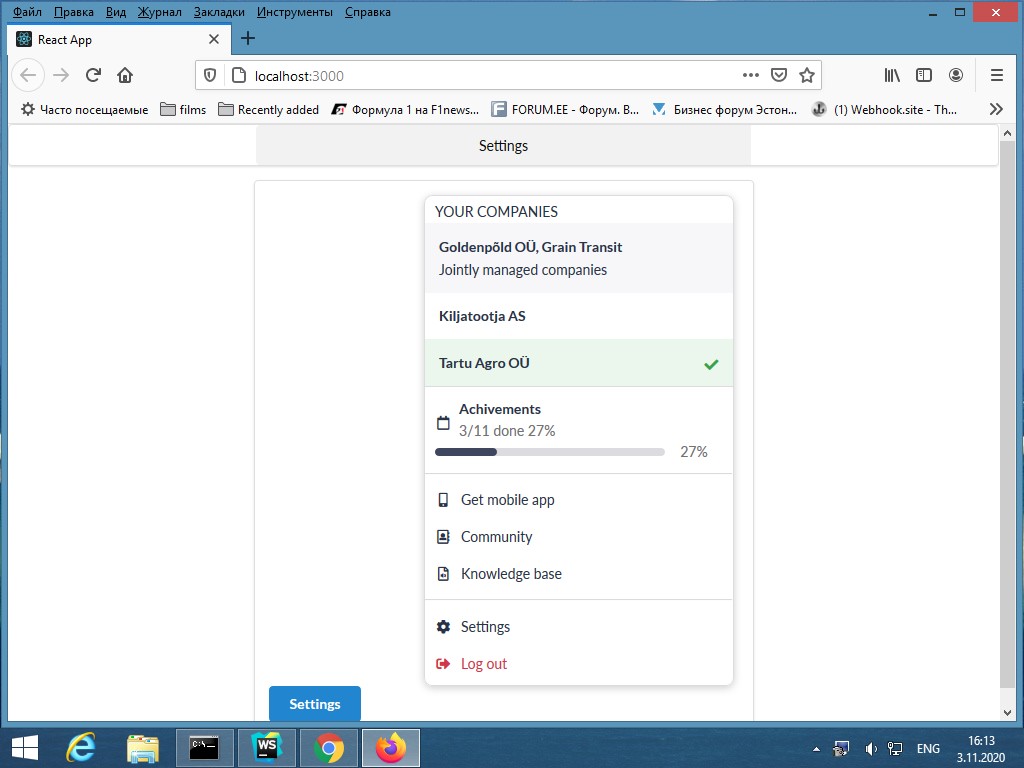 Файл Правка Вид Журнал Закладки Инструменты Справка
React App
localhost:3000
Часто посещаемые films Recently added Формула 1 на F1news... FORUM.EE - Форум. В... Бизнес форум Эстон... (1) Webhook.site - Th...
Settings
YOUR COMPANIES
Goldenpõld OÜ, Grain Transit
Jointly managed companies
Kiljatootja AS
Tartu Agro OÜ
Achivements
3/11 done 27%
27%
Get mobile app
Community
Knowledge base
Settings
Log out
Settings
C:\
WS
ENG
16:13
3.11.2020